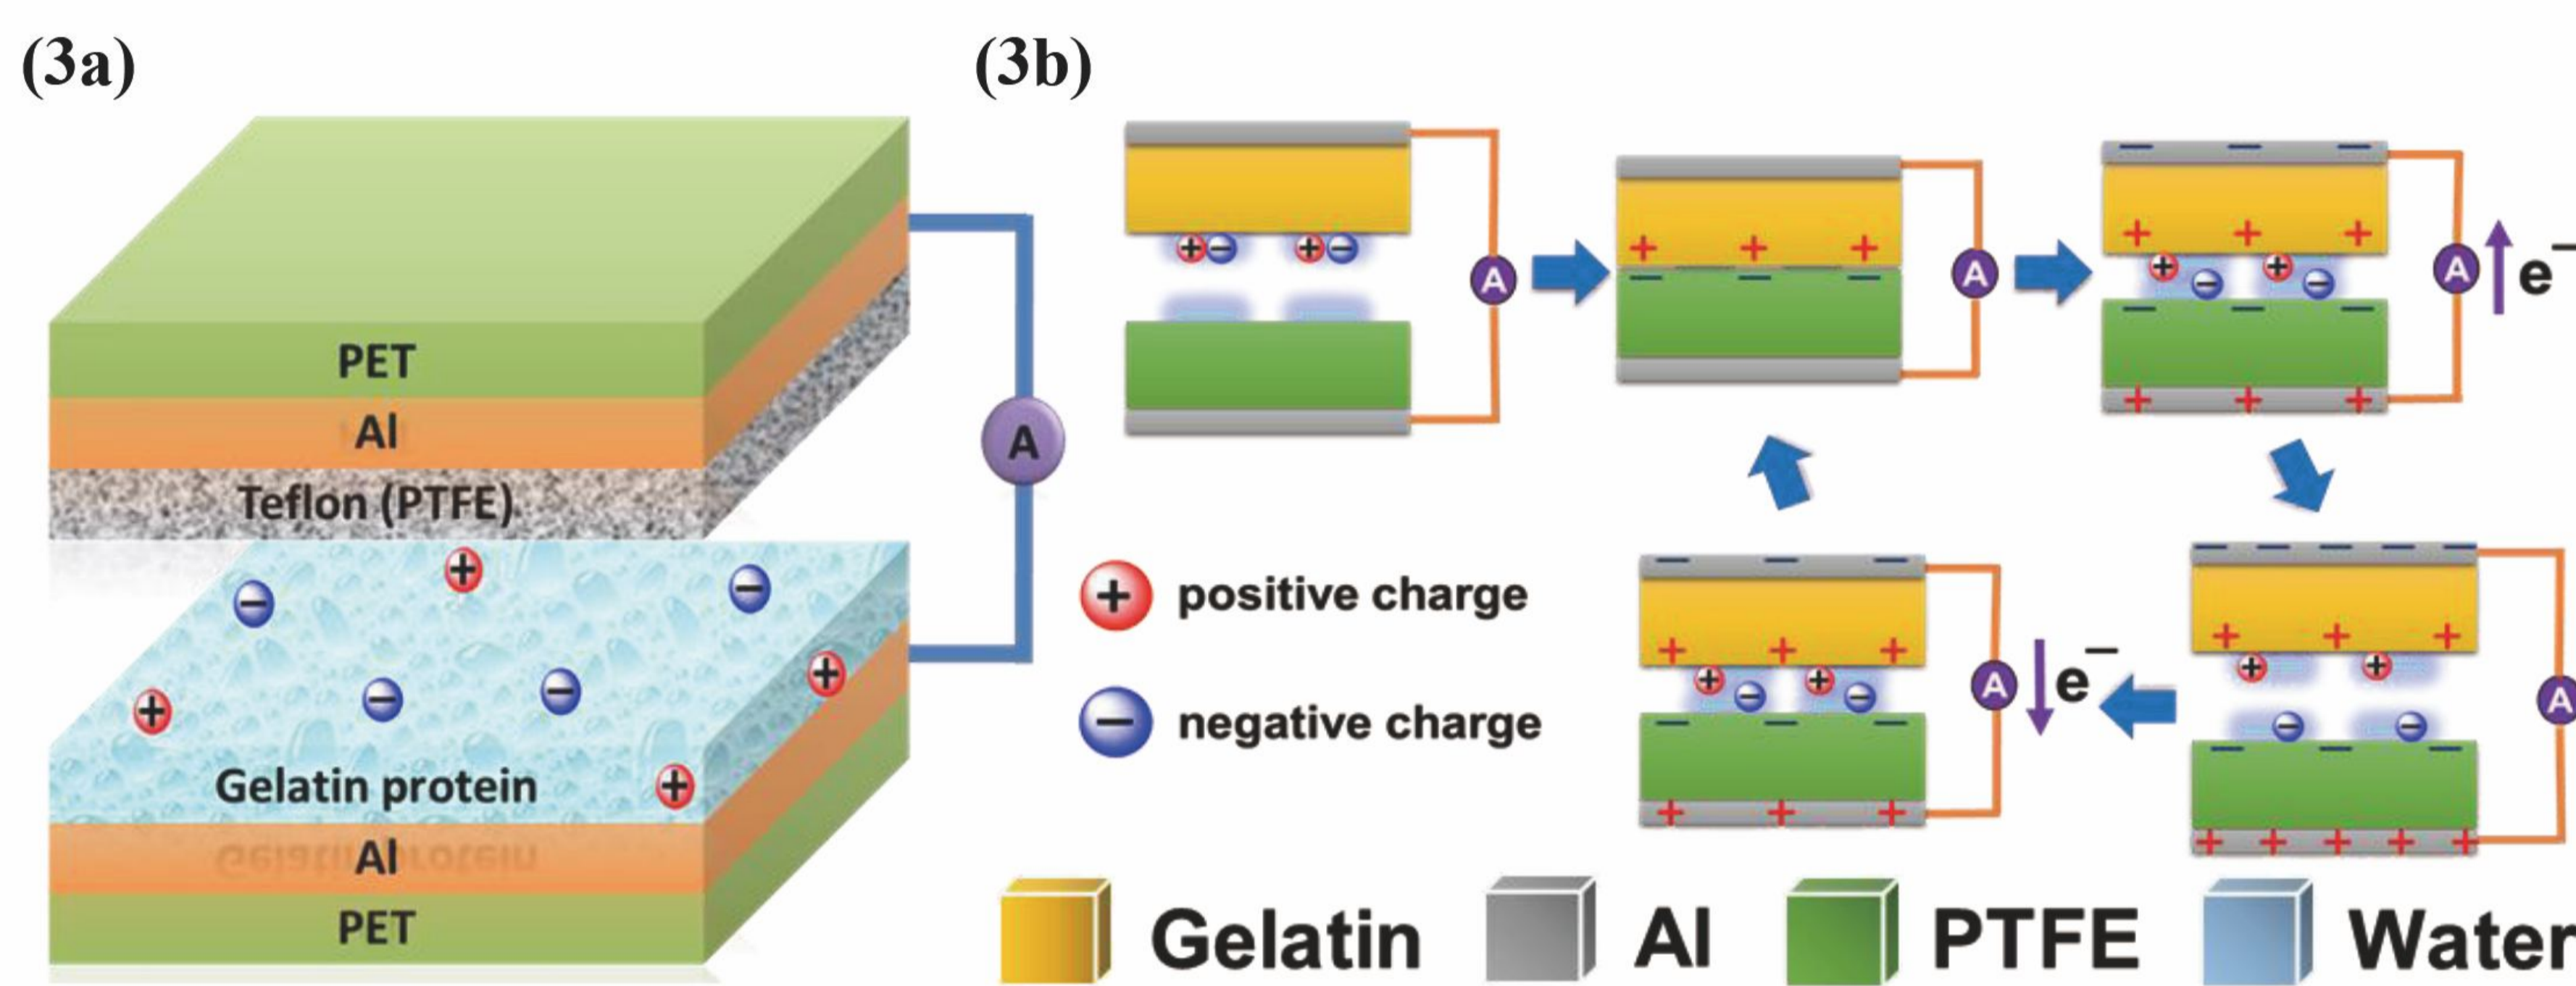 (3a)
PET
Al
Teflon (PTFE)
Gelatin protein
Al
PET
A
(3b)
A
A
A
e−
A
e−
A
+ positive charge
− negative charge
Gelatin
Al
PTFE
Water